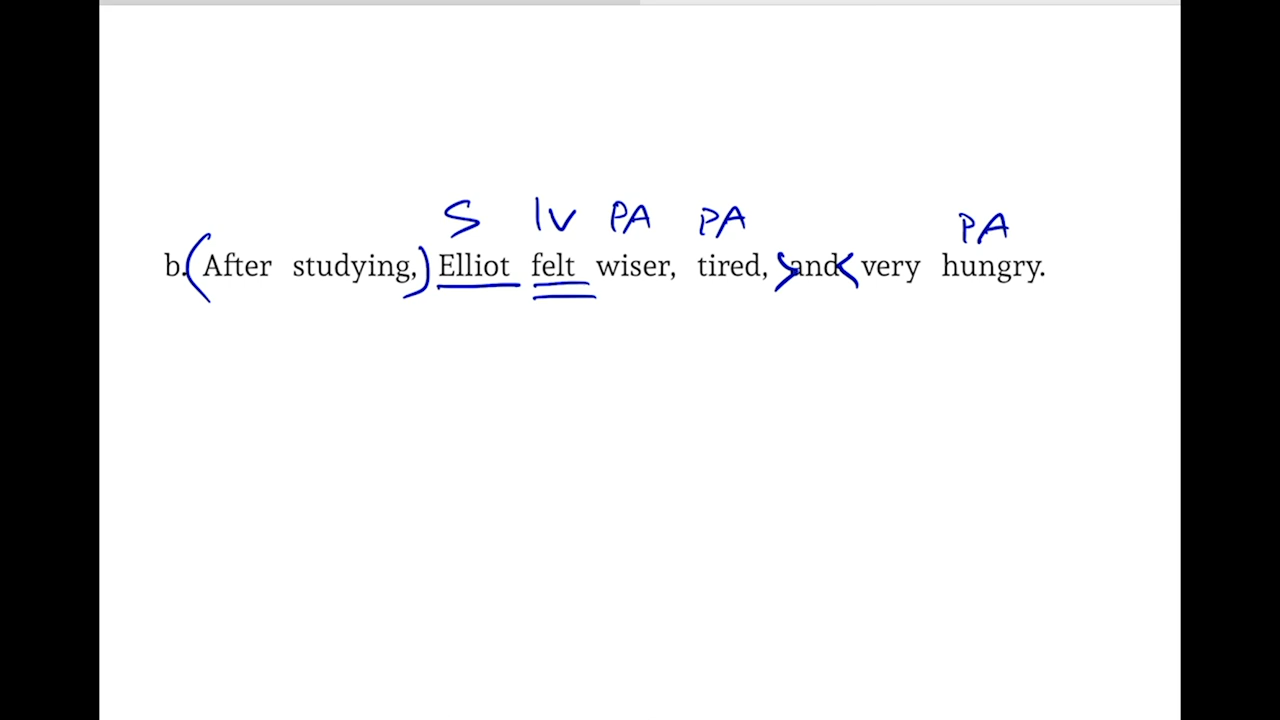 S lv PA PA PA
b. (After studying,) Elliot felt wiser, tired, >and< very hungry.